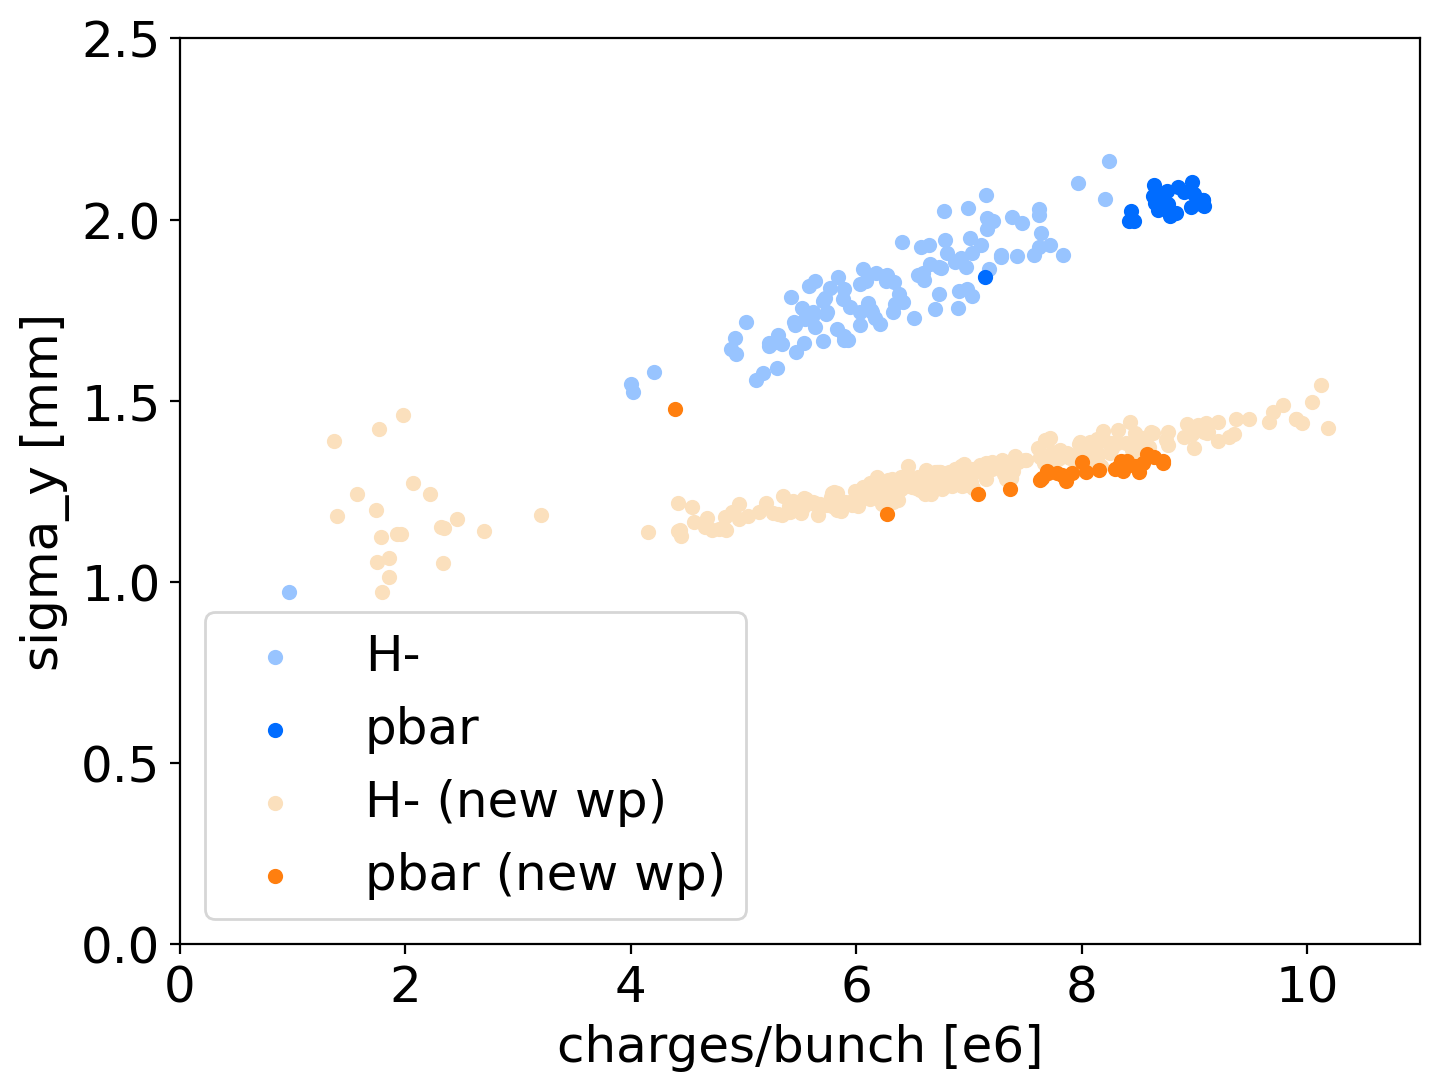 2.5
2.0
1.5
1.0
0.5
0.0
sigma_y [mm]
H-
pbar
H- (new wp)
pbar (new wp)
0 2 4 6 8 10
charges/bunch [e6]